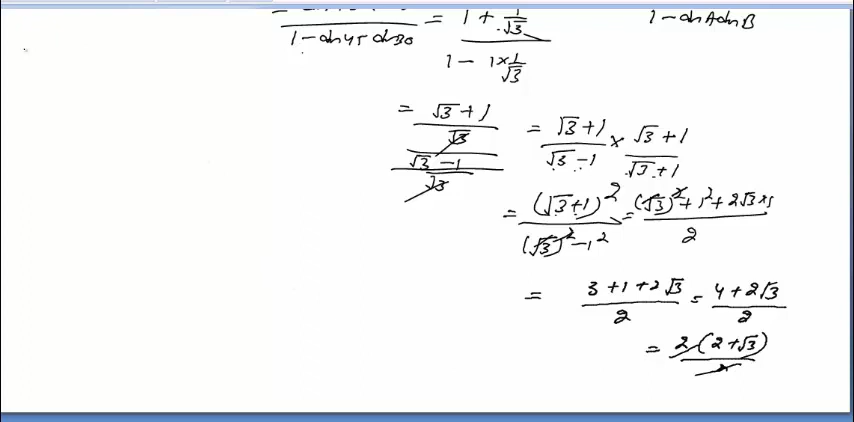 1 + 1/√3
/ 1 - tan45 tan30 = / 1 - 1×1/√3
1 - tanA tanB
= (√3 + 1)/√3 / (√3 - 1)/√3 = (√3 + 1)/(√3 - 1) × (√3 + 1)/(√3 + 1)
= (√3+1)²/((√3)² - 1²) = ((√3)² + 1² + 2√3×1)/2
= (3+1+2√3)/2 = (4+2√3)/2
= 2(2+√3)/2